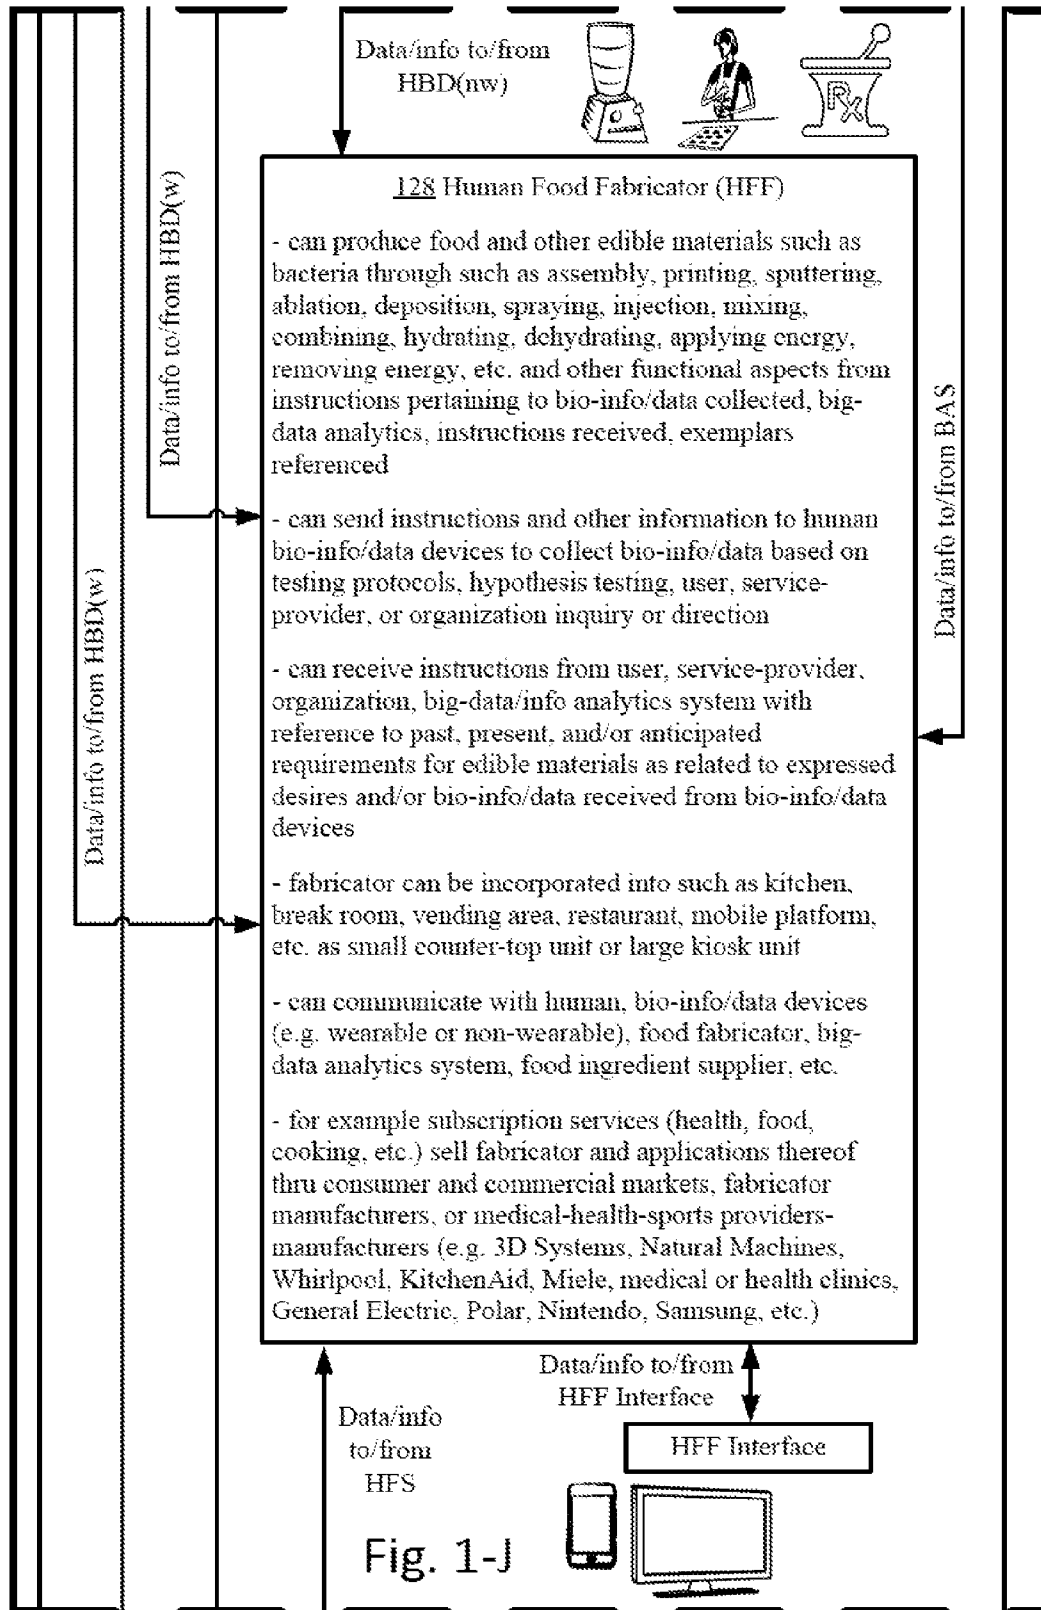 Data/info to/from
HBD(nw)
Rx
Data/info to/from HBD(w)
Data/info to/from HBD(w)
Data/info to/from BAS
128 Human Food Fabricator (HFF)
- can produce food and other edible materials such as
bacteria through such as assembly, printing, sputtering,
ablation, deposition, spraying, injection, mixing,
combining, hydrating, dehydrating, applying energy,
removing energy, etc. and other functional aspects from
instructions pertaining to bio-info/data collected, big-
data analytics, instructions received, exemplars
referenced
- can send instructions and other information to human
bio-info/data devices to collect bio-info/data based on
testing protocols, hypothesis testing, user, service-
provider, or organization inquiry or direction
- can receive instructions from user, service-provider,
organization, big-data/info analytics system with
reference to past, present, and/or anticipated
requirements for edible materials as related to expressed
desires and/or bio-info/data received from bio-info/data
devices
- fabricator can be incorporated into such as kitchen,
break room, vending area, restaurant, mobile platform,
etc. as small counter-top unit or large kiosk unit
- can communicate with human, bio-info/data devices
(e.g. wearable or non-wearable), food fabricator, big-
data analytics system, food ingredient supplier, etc.
- for example subscription services (health, food,
cooking, etc.) sell fabricator and applications thereof
thru consumer and commercial markets, fabricator
manufacturers, or medical-health-sports providers-
manufacturers (e.g. 3D Systems, Natural Machines,
Whirlpool, KitchenAid, Miele, medical or health clinics,
General Electric, Polar, Nintendo, Samsung, etc.)
Data/info to/from
HFF Interface
Data/info
to/from
HFS
HFF Interface
Fig. 1-J